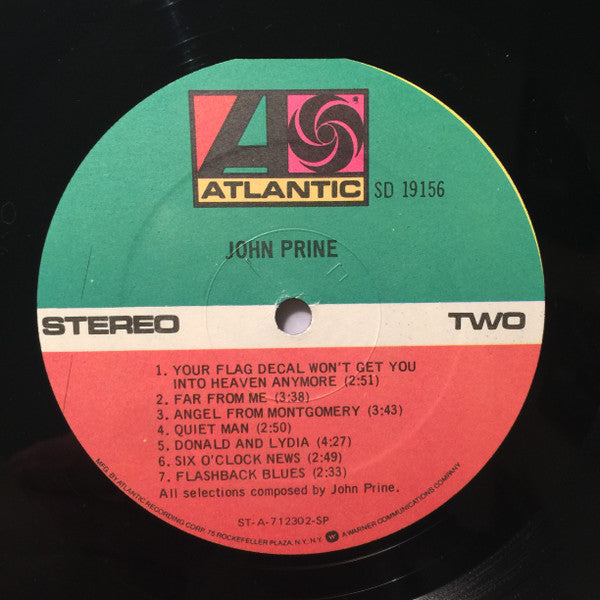 ATLANTIC
SD 19156
JOHN PRINE
STEREO
TWO
1. YOUR FLAG DECAL WON'T GET YOU
INTO HEAVEN ANYMORE (2:51)
2. FAR FROM ME (3:38)
3. ANGEL FROM MONTGOMERY (3:43)
4. QUIET MAN (2:50)
5. DONALD AND LYDIA (4:27)
6. SIX O'CLOCK NEWS (2:49)
7. FLASHBACK BLUES (2:33)
All selections composed by John Prine.
ST-A-712302-SP
MFG. BY ATLANTIC RECORDING CORP. 75 ROCKEFELLER PLAZA, N.Y. N.Y. W A WARNER COMMUNICATIONS COMPANY